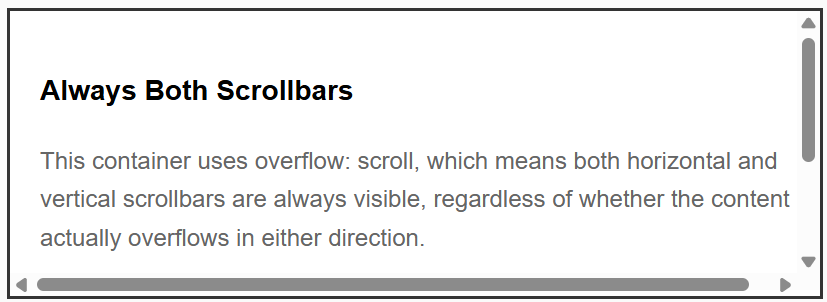 Always Both Scrollbars
This container uses overflow: scroll, which means both horizontal and
vertical scrollbars are always visible, regardless of whether the content
actually overflows in either direction.